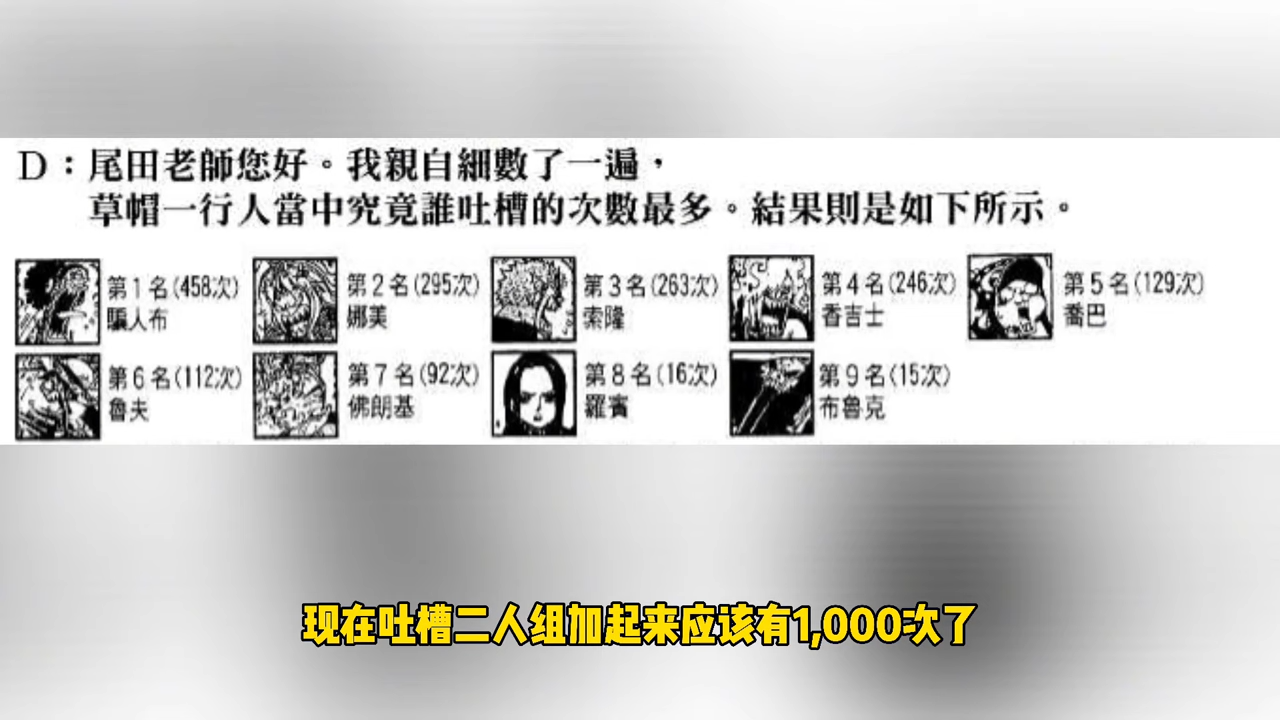 D：尾田老師您好。我親自細數了一遍，
草帽一行人當中究竟誰吐槽的次數最多。結果則是如下所示。
第1名(458次)
騙人布
第2名(295次)
娜美
第3名(263次)
索隆
第4名(246次)
香吉士
第5名(129次)
喬巴
第6名(112次)
魯夫
第7名(92次)
佛朗基
第8名(16次)
羅賓
第9名(15次)
布魯克
现在吐槽二人组加起来应该有1,000次了